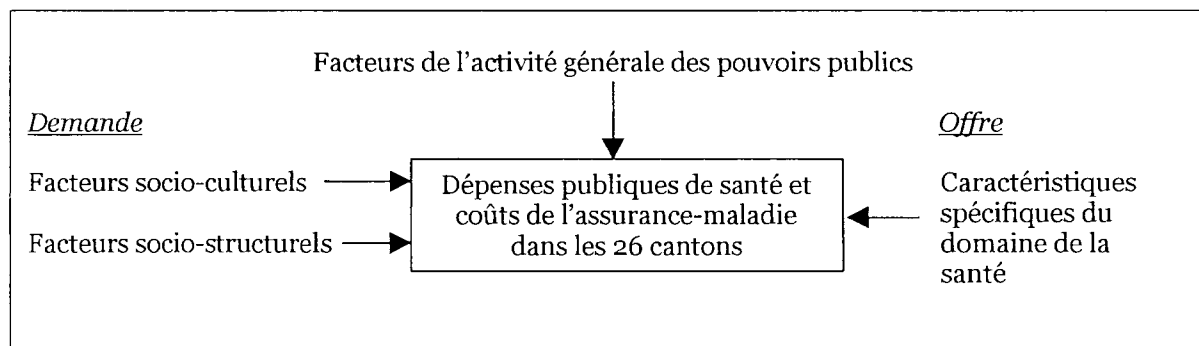 Facteurs de l'activité générale des pouvoirs publics
Demande
Offre
Facteurs socio-culturels
Facteurs socio-structurels
Dépenses publiques de santé et
coûts de l'assurance-maladie
dans les 26 cantons
Caractéristiques
spécifiques du
domaine de la
santé